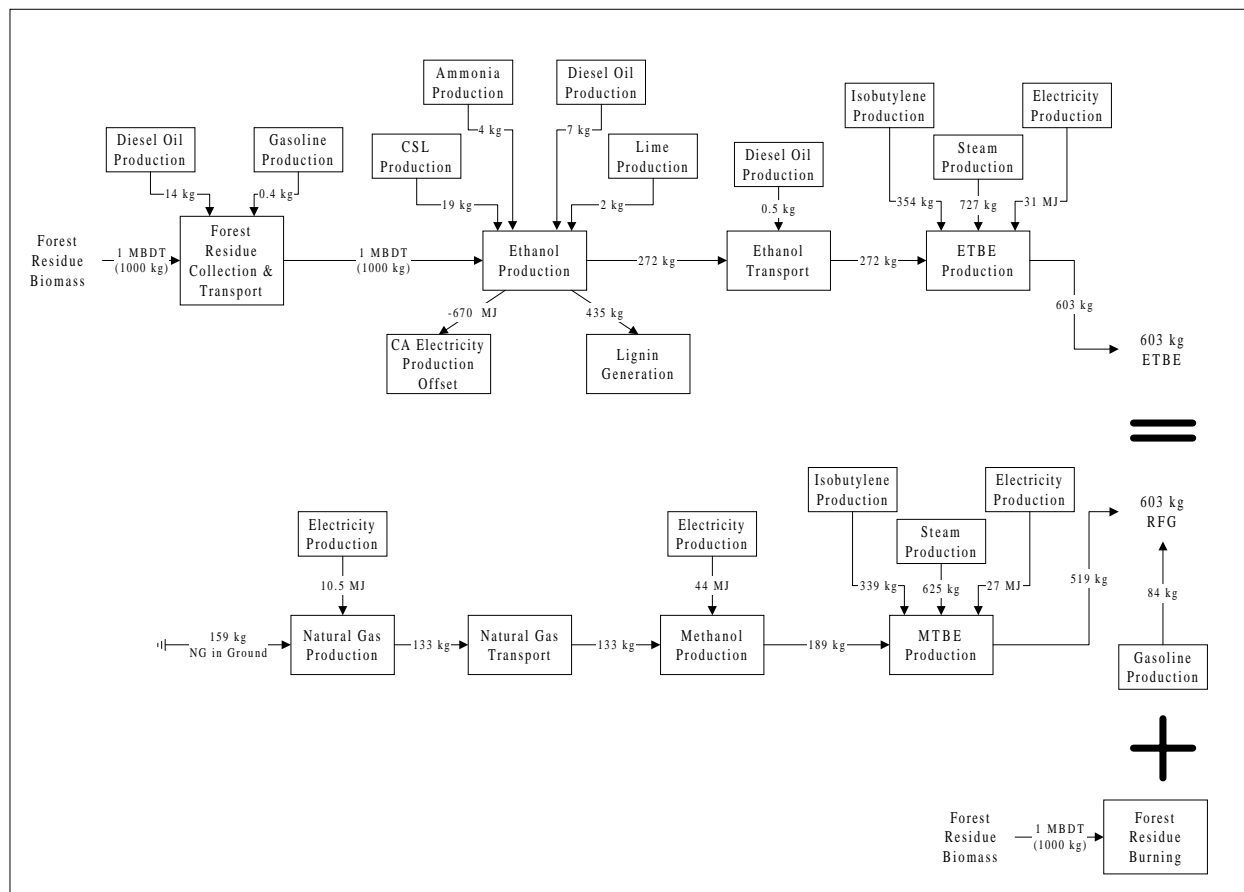 Ammonia
Production
Diesel Oil
Production
Isobutylene
Production
Electricity
Production
Diesel Oil
Production
Gasoline
Production
CSL
Production
4 kg
7 kg
Lime
Production
Diesel Oil
Production
Steam
Production
14 kg
0.4 kg
19 kg
2 kg
0.5 kg
354 kg
727 kg
31 MJ
Forest
Residue
Biomass
1 MBDT
(1000 kg)
Forest
Residue
Collection &
Transport
1 MBDT
(1000 kg)
Ethanol
Production
272 kg
Ethanol
Transport
272 kg
ETBE
Production
-670 MJ
435 kg
603 kg
CA Electricity
Production
Offset
Lignin
Generation
603 kg
ETBE
Isobutylene
Production
Electricity
Production
603 kg
RFG
Electricity
Production
Electricity
Production
Steam
Production
10.5 MJ
44 MJ
339 kg
625 kg
27 MJ
519 kg
84 kg
159 kg
NG in Ground
Natural Gas
Production
133 kg
Natural Gas
Transport
133 kg
Methanol
Production
189 kg
MTBE
Production
Gasoline
Production
Forest
Residue
Biomass
1 MBDT
(1000 kg)
Forest
Residue
Burning